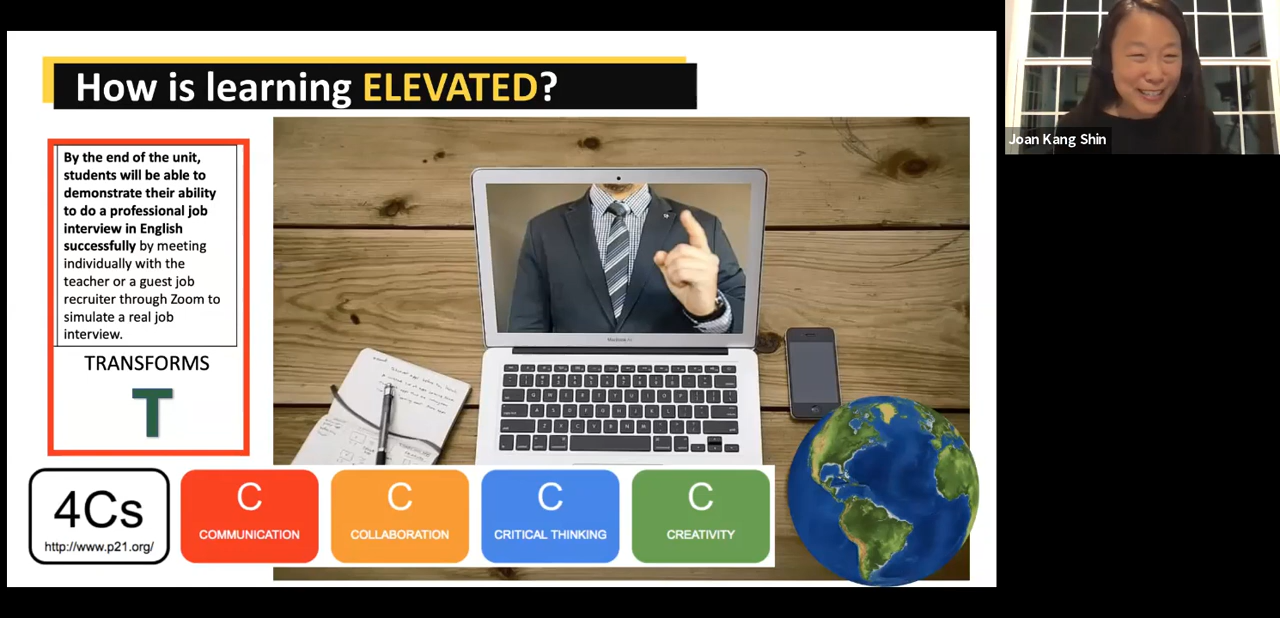 How is learning ELEVATED?
By the end of the unit,
students will be able to
demonstrate their ability
to do a professional job
interview in English
successfully by meeting
individually with the
teacher or a guest job
recruiter through Zoom to
simulate a real job
interview.
TRANSFORMS
T
4Cs
http://www.p21.org/
C
COMMUNICATION
C
COLLABORATION
C
CRITICAL THINKING
C
CREATIVITY
Joan Kang Shin